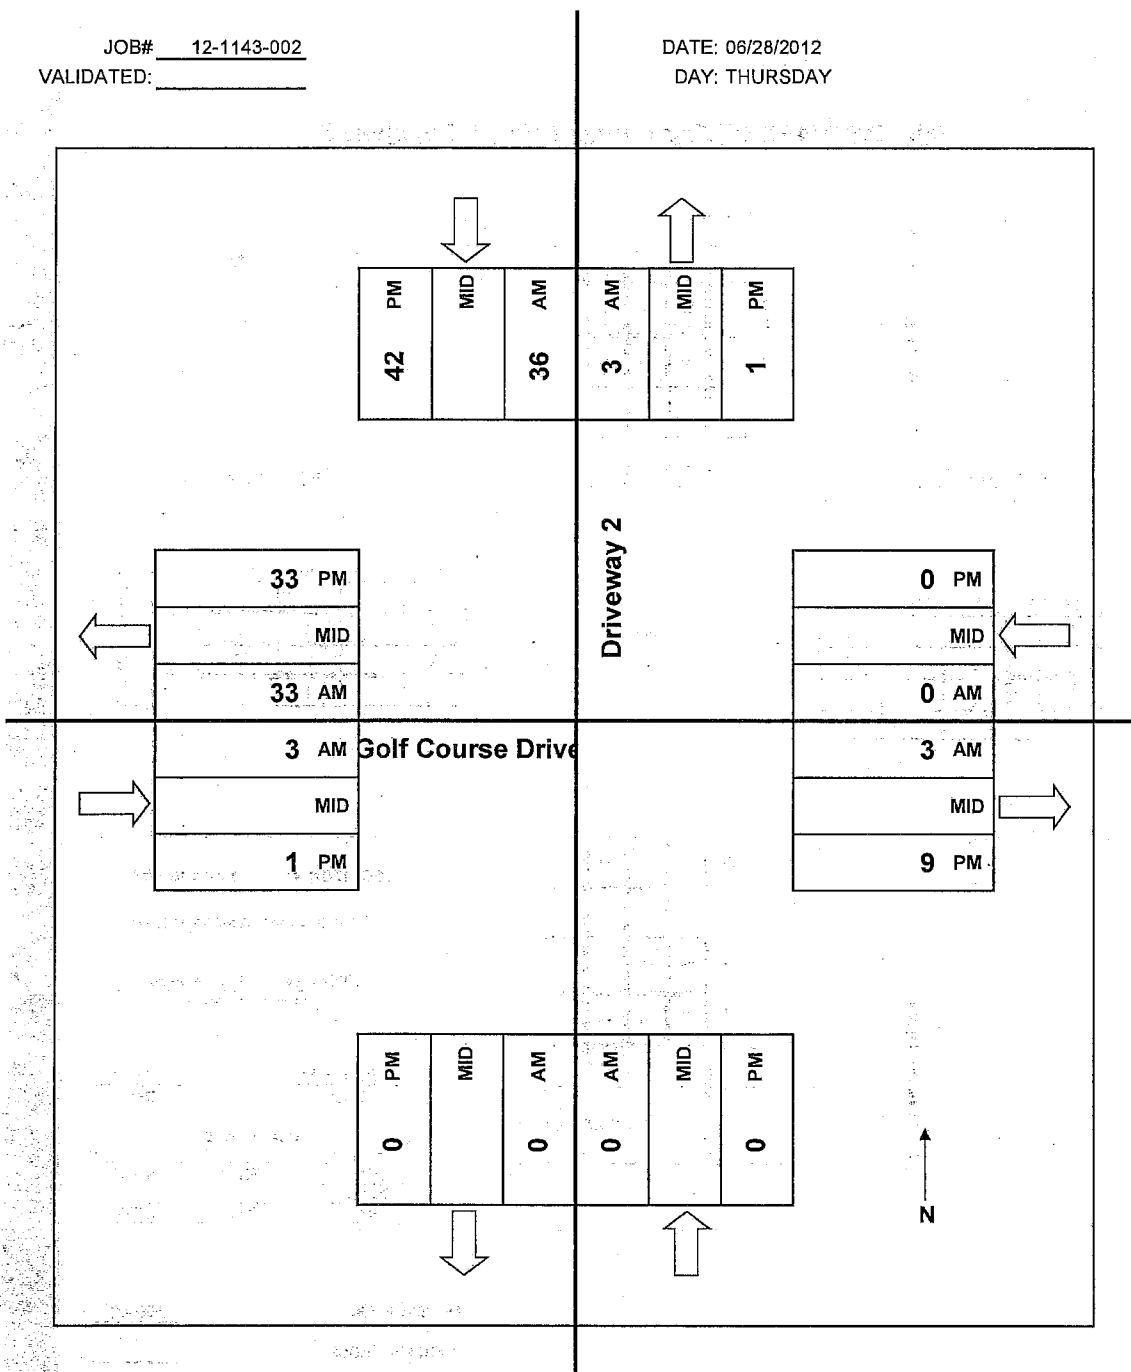 JOB# 12-1143-002
DATE: 06/28/2012
VALIDATED:
DAY: THURSDAY
PM MID AM AM MID PM
42 36 3 1
Driveway 2
33 PM
MID
33 AM
0 PM
MID
0 AM
Golf Course Drive
3 AM
MID
1 PM
3 AM
MID
9 PM
PM MID AM AM MID PM
0 0 0 0
N